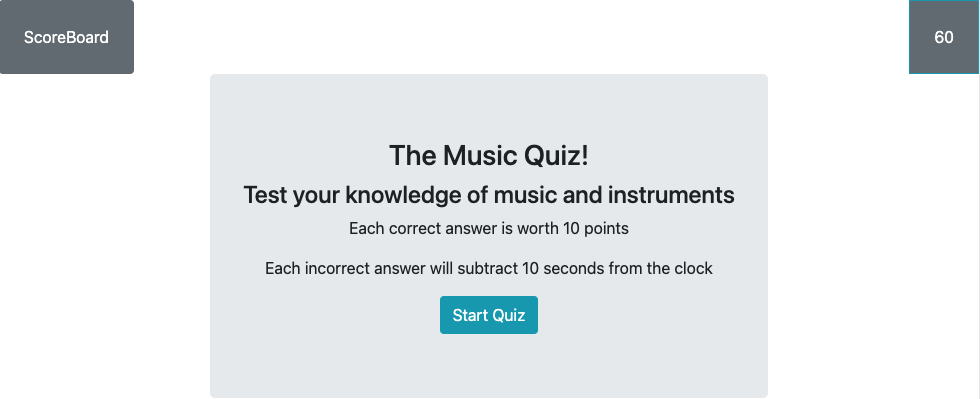 ScoreBoard
60
The Music Quiz!
Test your knowledge of music and instruments
Each correct answer is worth 10 points
Each incorrect answer will subtract 10 seconds from the clock
Start Quiz